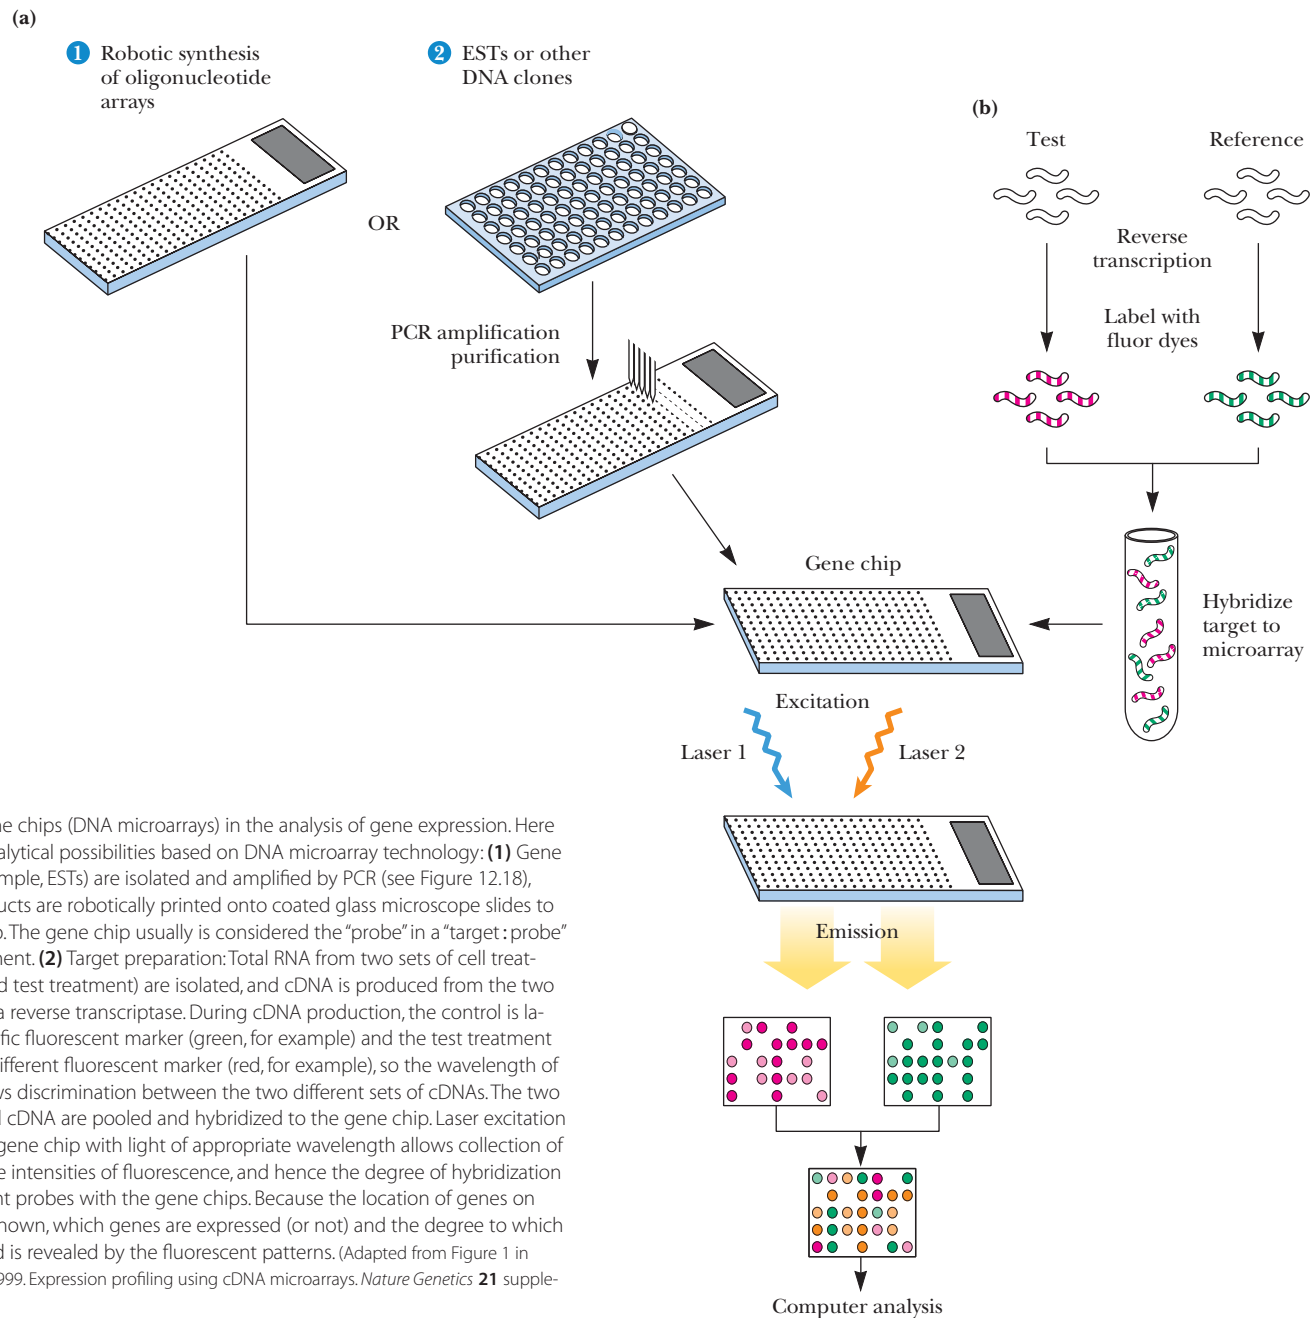 (a)
1 Robotic synthesis
of oligonucleotide
arrays
2 ESTs or other
DNA clones
OR
PCR amplification
purification
(b)
Test
Reference
Reverse
transcription
Label with
fluor dyes
Gene chip
Hybridize
target to
microarray
Excitation
Laser 1
Laser 2
Emission
Computer analysis
ne chips (DNA microarrays) in the analysis of gene expression. Here
alytical possibilities based on DNA microarray technology: (1) Gene
ample, ESTs) are isolated and amplified by PCR (see Figure 12.18),
ucts are robotically printed onto coated glass microscope slides to
p. The gene chip usually is considered the “probe” in a “target : probe”
ment. (2) Target preparation: Total RNA from two sets of cell treat-
d test treatment) are isolated, and cDNA is produced from the two
a reverse transcriptase. During cDNA production, the control is la-
ific fluorescent marker (green, for example) and the test treatment
different fluorescent marker (red, for example), so the wavelength of
ws discrimination between the two different sets of cDNAs. The two
d cDNA are pooled and hybridized to the gene chip. Laser excitation
gene chip with light of appropriate wavelength allows collection of
e intensities of fluorescence, and hence the degree of hybridization
nt probes with the gene chips. Because the location of genes on
nown, which genes are expressed (or not) and the degree to which
d is revealed by the fluorescent patterns. (Adapted from Figure 1 in
1999. Expression profiling using cDNA microarrays. Nature Genetics 21 supple-